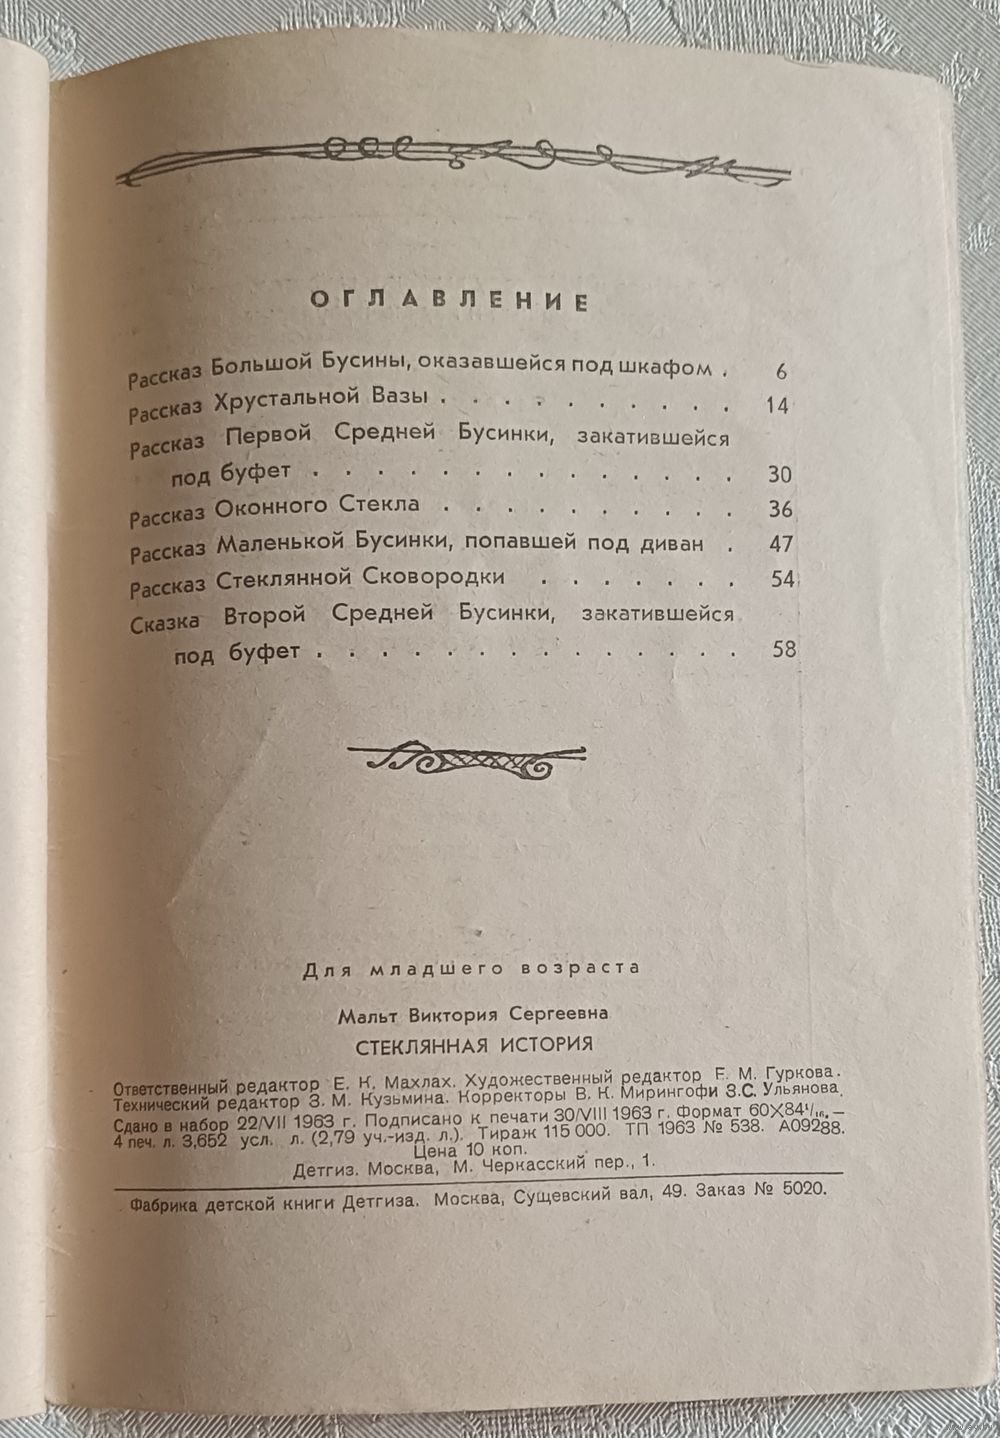 ОГЛАВЛЕНИЕ
Рассказ Большой Бусины, оказавшейся под шкафом . 6
Рассказ Хрустальной Вазы . . . . . . . . . . 14
Рассказ Первой Средней Бусинки, закатившейся
под буфет . . . . . . . . . . . . . . 30
Рассказ Оконного Стекла . . . . . . . . . . 36
Рассказ Маленькой Бусинки, попавшей под диван . 47
Рассказ Стеклянной Сковородки . . . . . . . 54
Сказка Второй Средней Бусинки, закатившейся
под буфет . . . . . . . . . . . . . . 58
Для младшего возраста
Мальт Виктория Сергеевна
СТЕКЛЯННАЯ ИСТОРИЯ
Ответственный редактор Е. К. Махлах. Художественный редактор Е. М. Гуркова.
Технический редактор З. М. Кузьмина. Корректоры В. К. Мирингофи З.С. Ульянова.
Сдано в набор 22/VII 1963 г. Подписано к печати 30/VIII 1963 г. Формат 60X84¹/₁₆. —
4 печ. л. 3,652 усл. л. (2,79 уч.-изд. л.). Тираж 115 000. ТП 1963 № 538. А09288.
Цена 10 коп.
Детгиз. Москва, М. Черкасский пер., 1.
Фабрика детской книги Детгиза. Москва, Сущевский вал, 49. Заказ № 5020.